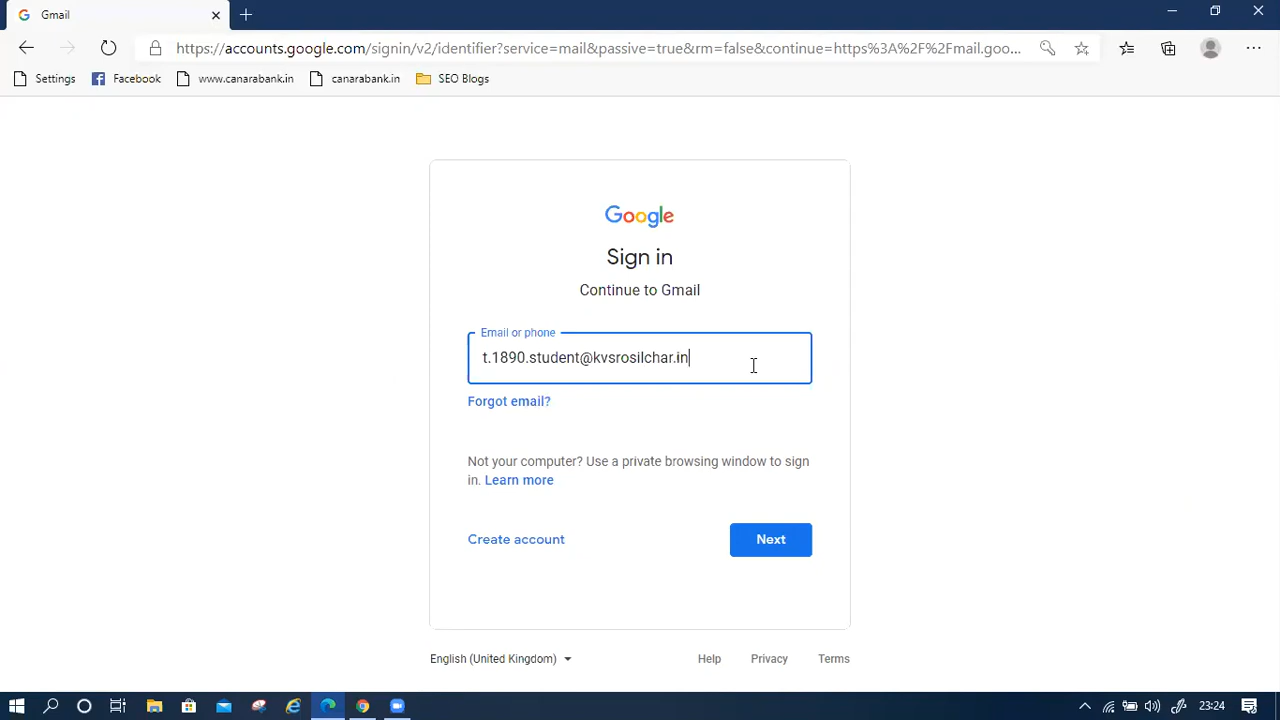 Gmail
https://accounts.google.com/signin/v2/identifier?service=mail&passive=true&rm=false&continue=https%3A%2F%2Fmail.goo...
Settings Facebook www.canarabank.in canarabank.in SEO Blogs
Google
Sign in
Continue to Gmail
Email or phone
t.1890.student@kvsrosilchar.in
Forgot email?
Not your computer? Use a private browsing window to sign
in. Learn more
Create account Next
English (United Kingdom) Help Privacy Terms
23:24